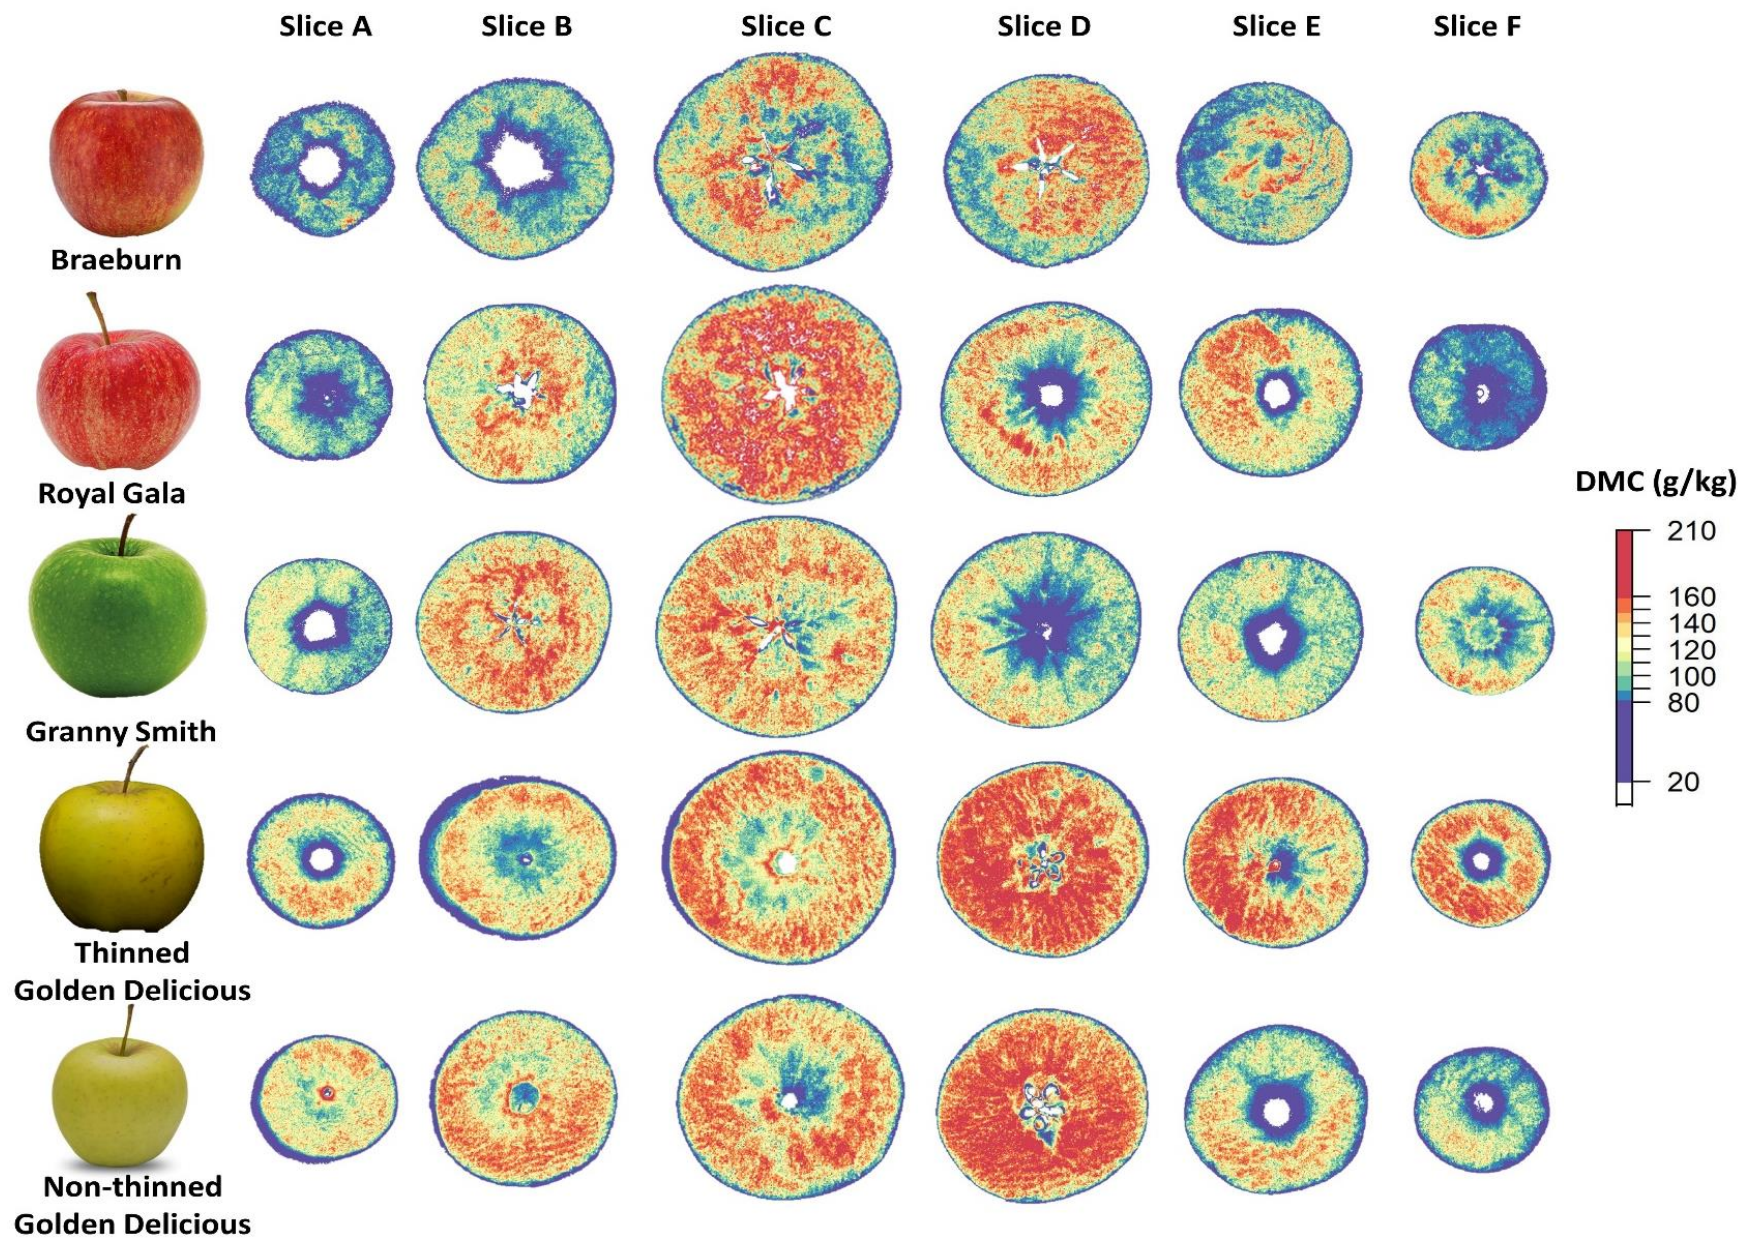 Slice A
Slice B
Slice C
Slice D
Slice E
Slice F
Braeburn
Royal Gala
Granny Smith
Thinned
Golden Delicious
Non-thinned
Golden Delicious
DMC (g/kg)
210
160
140
120
100
80
20